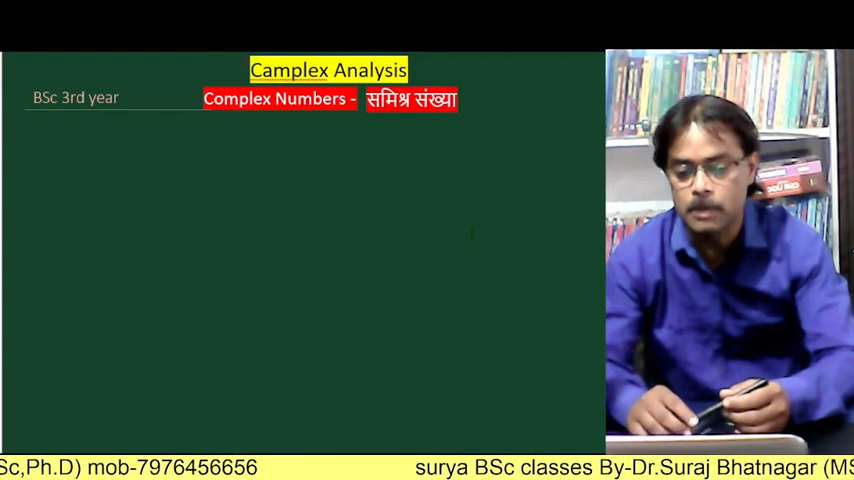 Camplex Analysis
BSc 3rd year
Complex Numbers - समिश्र संख्या
Sc,Ph.D) mob-7976456656 surya BSc classes By-Dr.Suraj Bhatnagar (MS